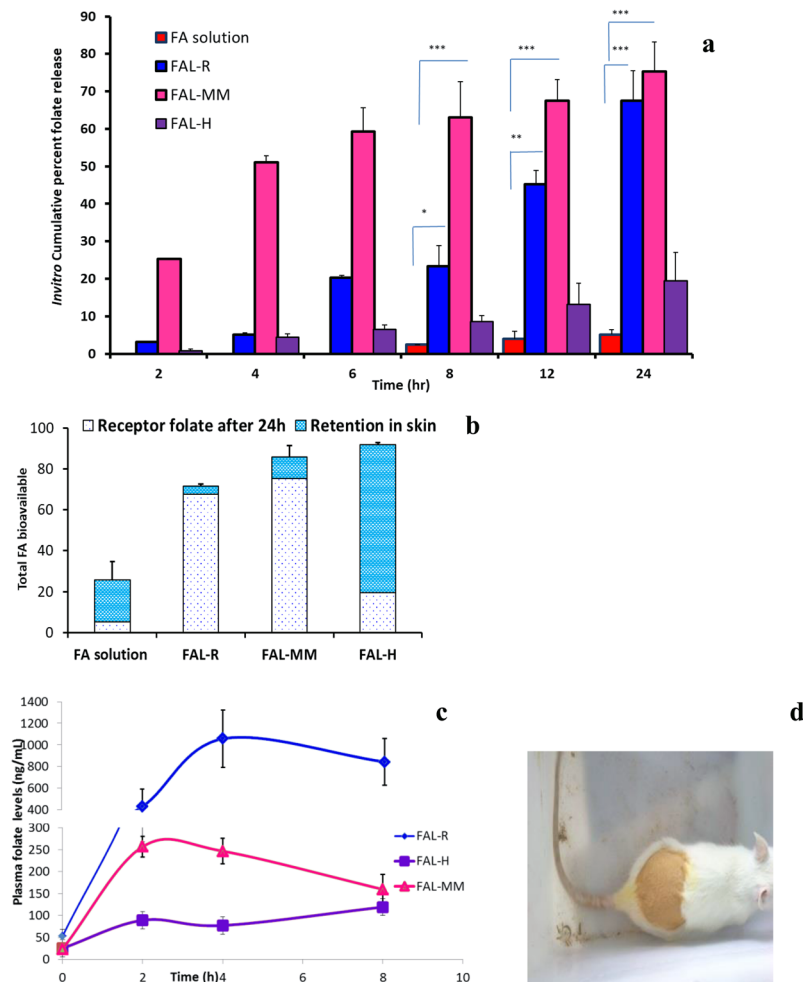 a
90
80
70
60
50
40
30
20
10
0
Invitro Cumulative percent folate release
FA solution
FAL-R
FAL-MM
FAL-H
*
***
**
***
***
***
2 4 6 8 12 24
Time (hr)
b
100
80
60
40
20
0
Total FA bioavailable
Receptor folate after 24h Retention in skin
FA solution FAL-R FAL-MM FAL-H
c
1400
1200
1000
800
600
400
300
250
200
150
100
50
0
Plasma folate levels (ng/mL)
FAL-R
FAL-H
FAL-MM
0 2 4 6 8 10
Time (h)
d